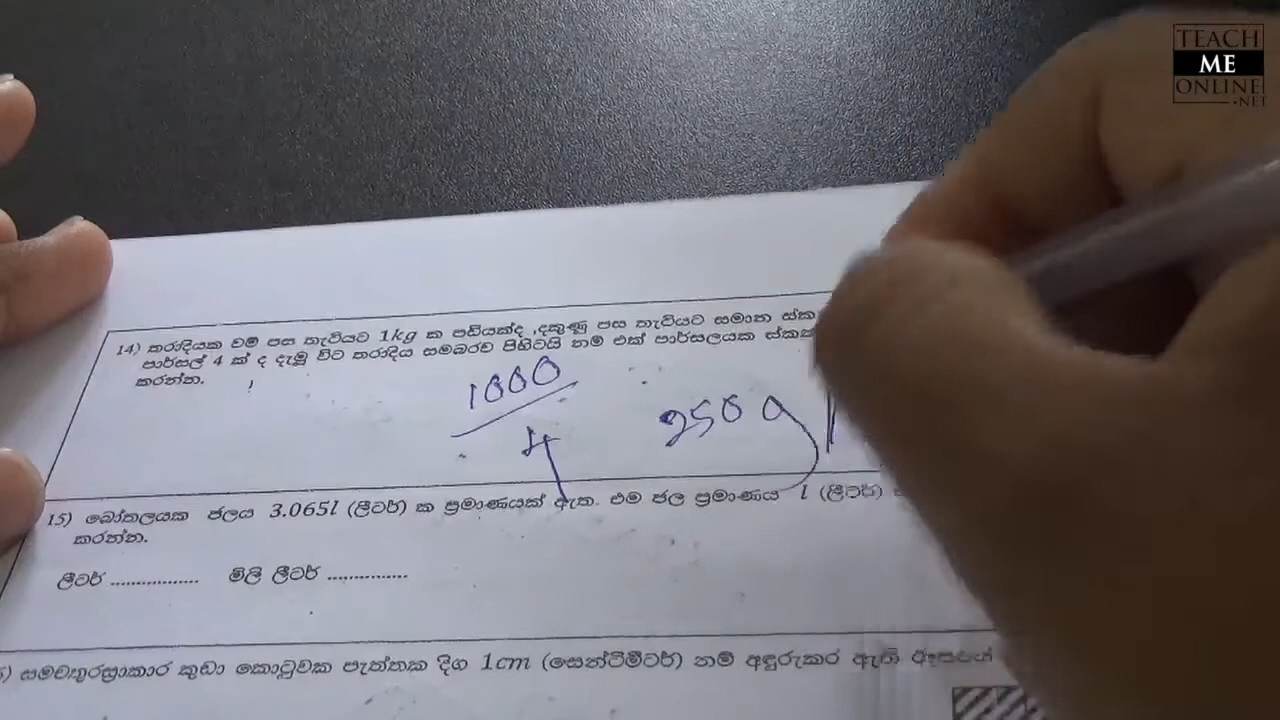 TEACH
ME
ONLINE
.NET
14) තරාදියක වම් පස තැටියට 1kg ක පඩියක්ද ,දකුණු පස තැටියට සමාන
පාර්සල් 4 ක් ද දැමූ විට තරාදිය සමබරව පිහිටයි නම් එක් පාර්සලයක
කරන්න.
1000
4
250 g
15) බෝතලයක ජලය 3.065l (ලීටර්) ක ප්‍රමාණයක් ඇත. එම ජල ප්‍රමාණය l (ලීටර්)
කරන්න.
ලීටර් ................. මිලි ලීටර් ...............
සමචතුරස්‍රාකාර කුඩා කොටුවක පැත්තක දිග 1cm (සෙන්ටිමීටර්) නම් අඳුරුකර ඇති